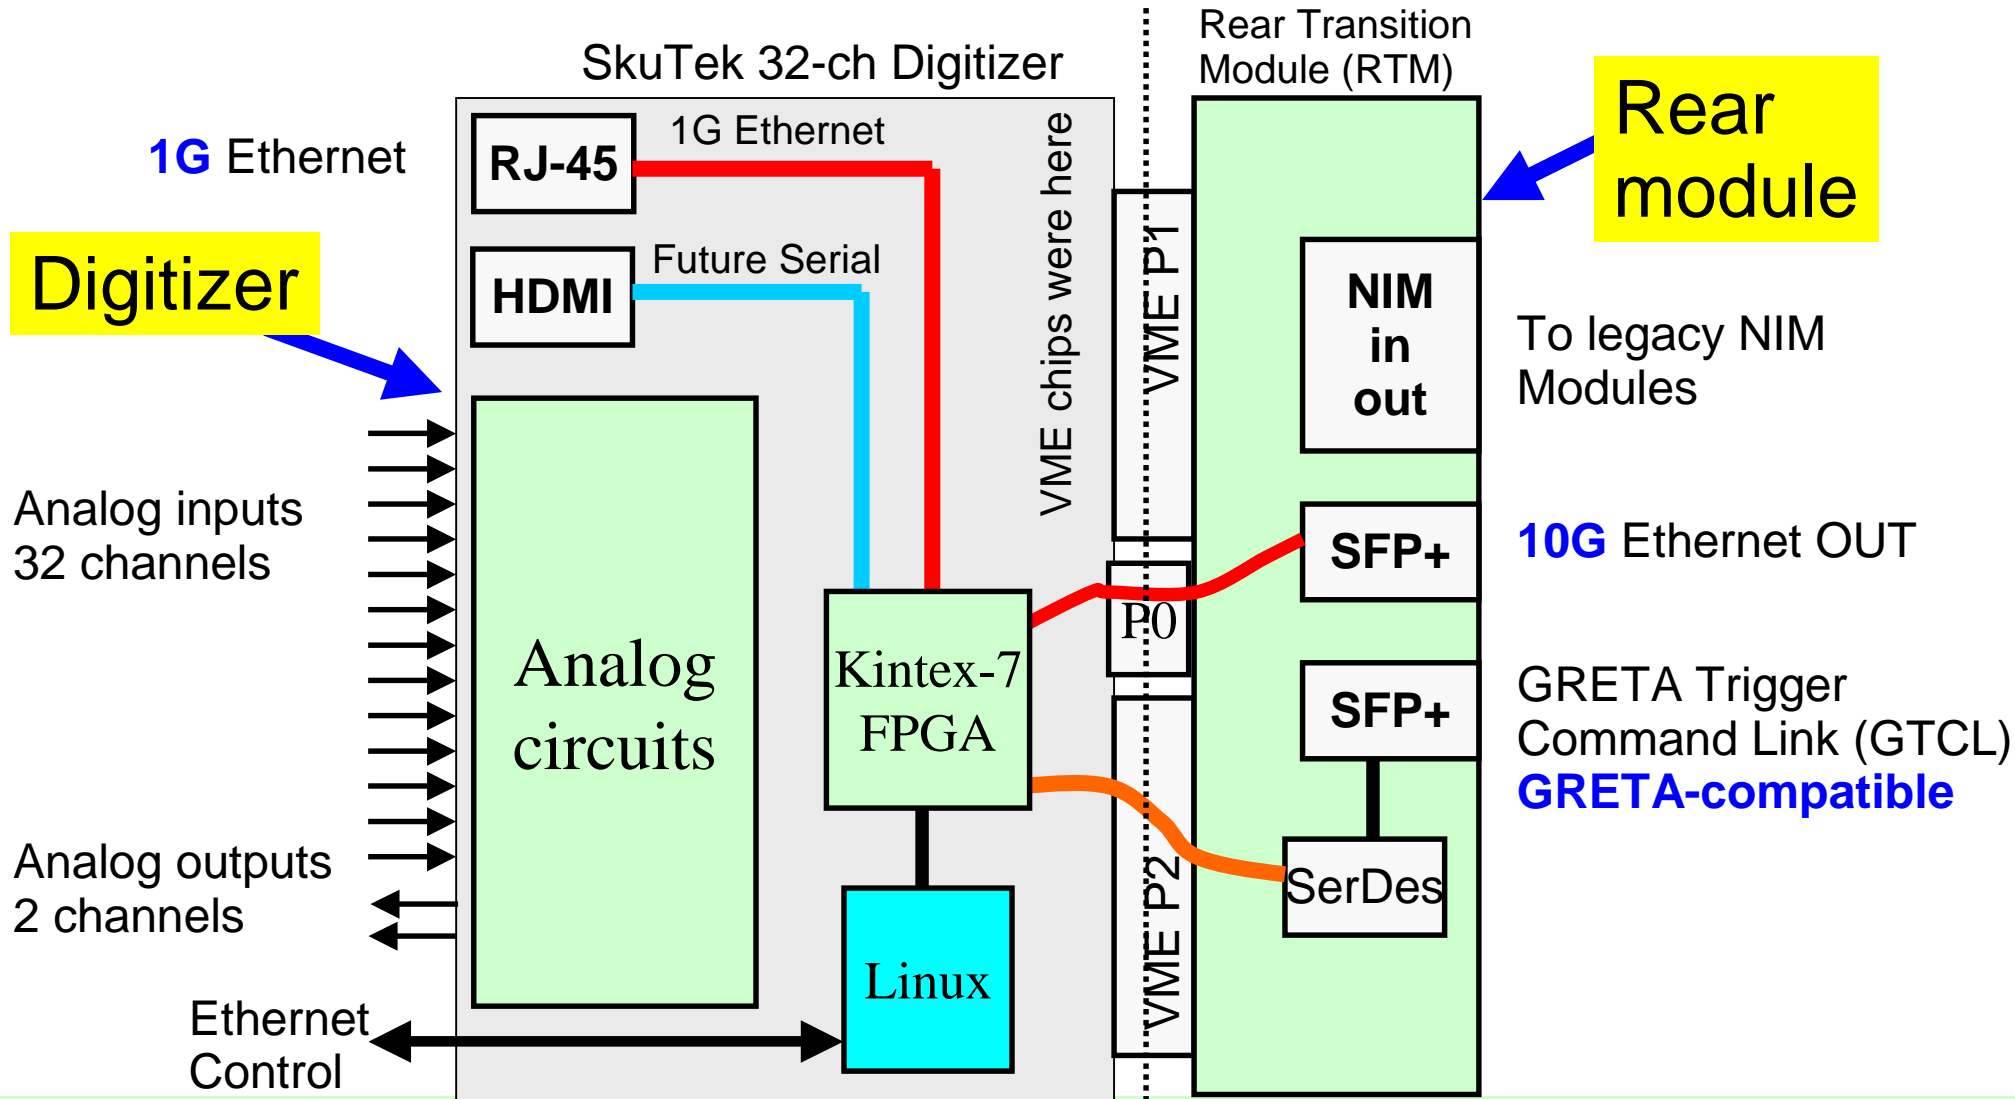 SkuTek 32-ch Digitizer
Rear Transition
Module (RTM)
Rear
module
1G Ethernet
RJ-45
1G Ethernet
HDMI
Future Serial
VME chips were here
VME P1
Digitizer
NIM
in
out
To legacy NIM
Modules
Analog inputs
32 channels
SFP+
10G Ethernet OUT
P0
Analog
circuits
Kintex-7
FPGA
SFP+
GRETA Trigger
Command Link (GTCL)
GRETA-compatible
Analog outputs
2 channels
VME P2
SerDes
Linux
Ethernet
Control